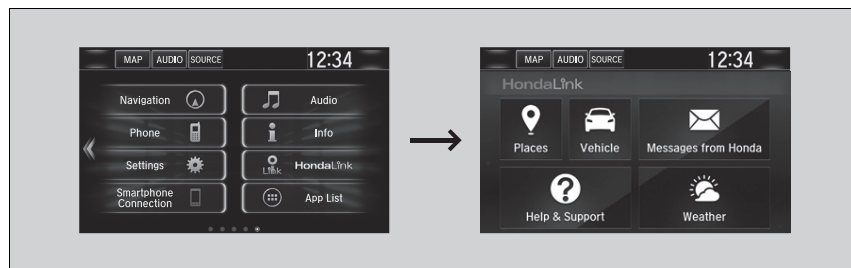 MAP AUDIO SOURCE 12:34
Navigation
Audio
Phone
Info
Settings
Link
HondaLink
Smartphone
Connection
App List
MAP AUDIO SOURCE 12:34
HondaLink
Places
Vehicle
Messages from Honda
Help & Support
Weather